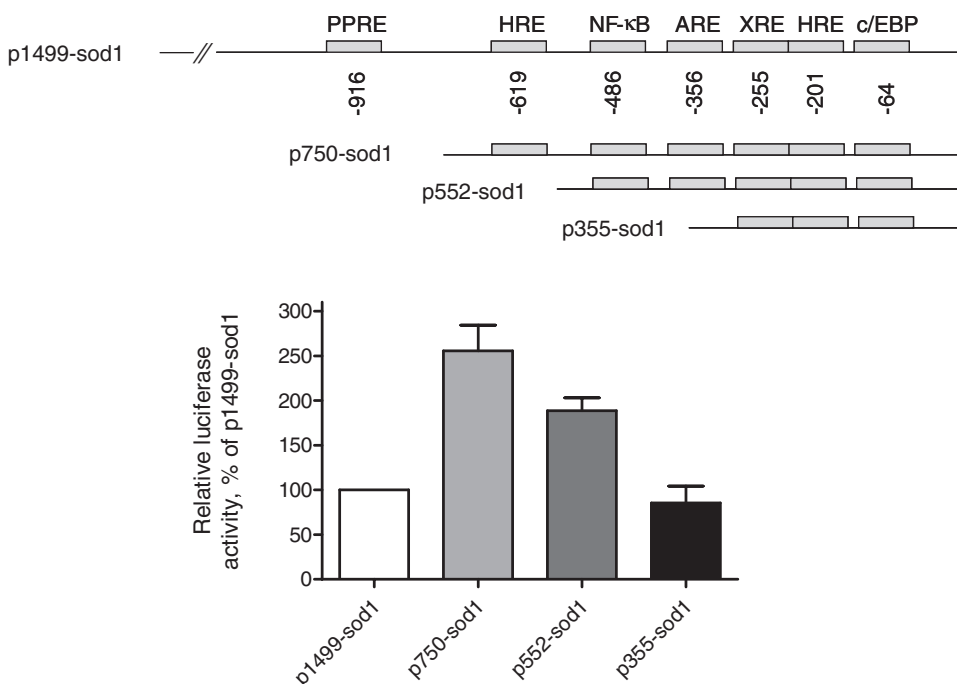 PPRE HRE NF-κB ARE XRE HRE c/EBP
p1499-sod1
-916 -619 -486 -356 -255 -201 -64
p750-sod1
p552-sod1
p355-sod1
Relative luciferase
activity, % of p1499-sod1
300
250
200
150
100
50
0
p1499-sod1 p750-sod1 p552-sod1 p355-sod1